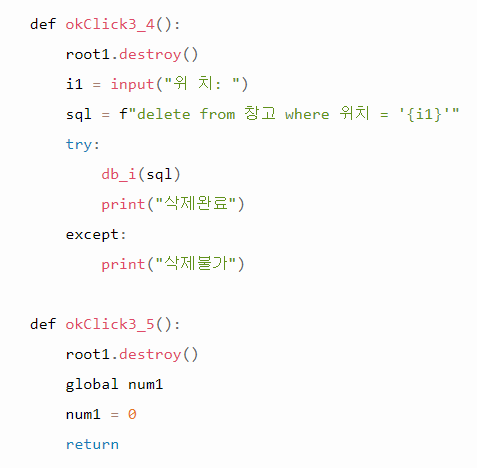 def okClick3_4():
    root1.destroy()
    i1 = input("위 치: ")
    sql = f"delete from 창고 where 위치 = '{i1}'"
    try:
        db_i(sql)
        print("삭제완료")
    except:
        print("삭제불가")

def okClick3_5():
    root1.destroy()
    global num1
    num1 = 0
    return